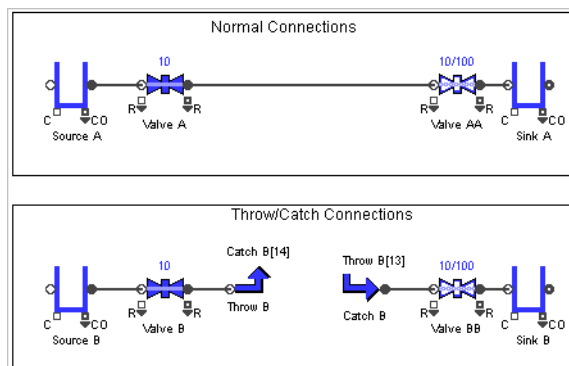 Normal Connections
10 10/100
C CO R R R R C CO
Source A Valve A Valve AA Sink A
Throw/Catch Connections
Catch B[14] Throw B[13]
10 10/100
Throw B Catch B
C CO R R R R C CO
Source B Valve B Valve BB Sink B